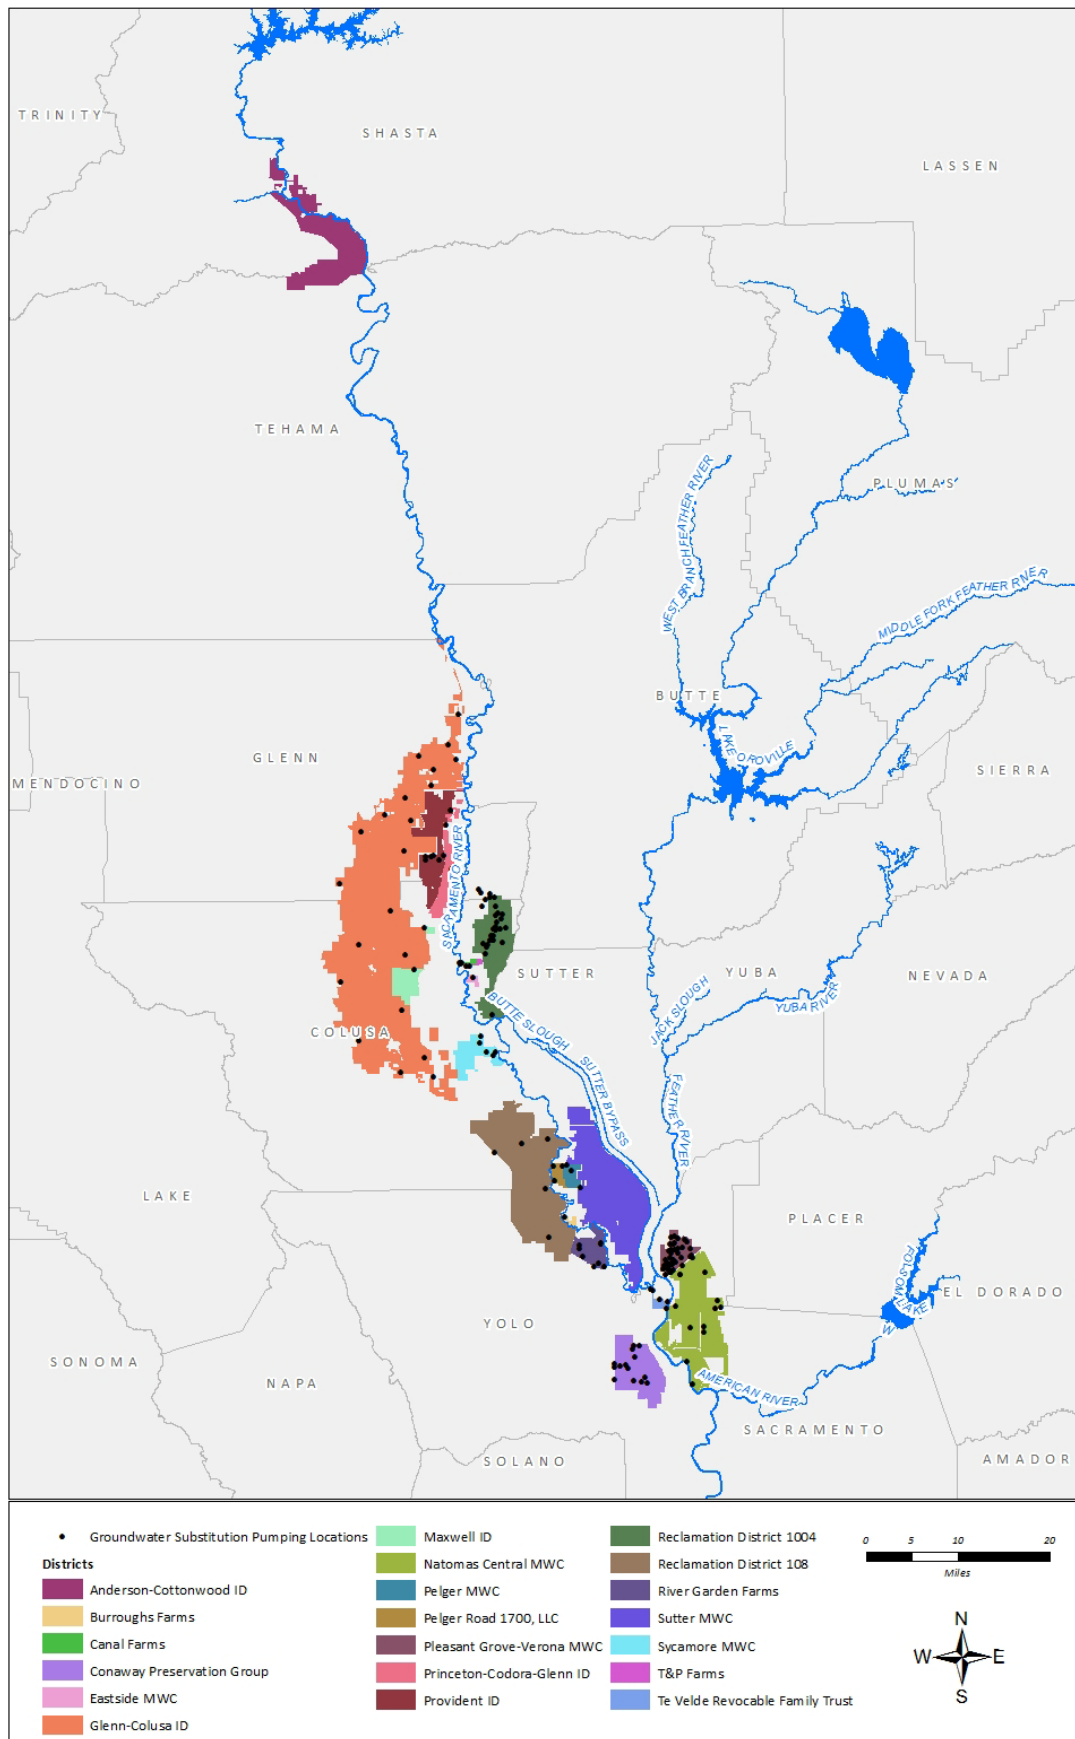 TRINITY
SHASTA
LASSEN
TEHAMA
PLUMAS
WEST BRANCH FEATHER RIVER
MIDDLE FORK FEATHER RIVER
BUTTE
LAKE OROVILLE
GLENN
SIERRA
MENDOCINO
SACRAMENTO RIVER
SUTTER
YUBA
NEVADA
YUBA RIVER
JACK SLOUGH
BUTTE SLOUGH
COLUSA
SUTTER BYPASS
FEATHER RIVER
LAKE
PLACER
FOLSOM LAKE
EL DORADO
YOLO
SONOMA
NAPA
AMERICAN RIVER
SACRAMENTO
SOLANO
AMADOR
Groundwater Substitution Pumping Locations
Districts
Anderson-Cottonwood ID
Burroughs Farms
Canal Farms
Conaway Preservation Group
Eastside MWC
Glenn-Colusa ID
Maxwell ID
Natomas Central MWC
Pelger MWC
Pelger Road 1700, LLC
Pleasant Grove-Verona MWC
Princeton-Codora-Glenn ID
Provident ID
Reclamation District 1004
Reclamation District 108
River Garden Farms
Sutter MWC
Sycamore MWC
T&P Farms
Te Velde Revocable Family Trust
0 5 10 20
Miles
N
W E
S